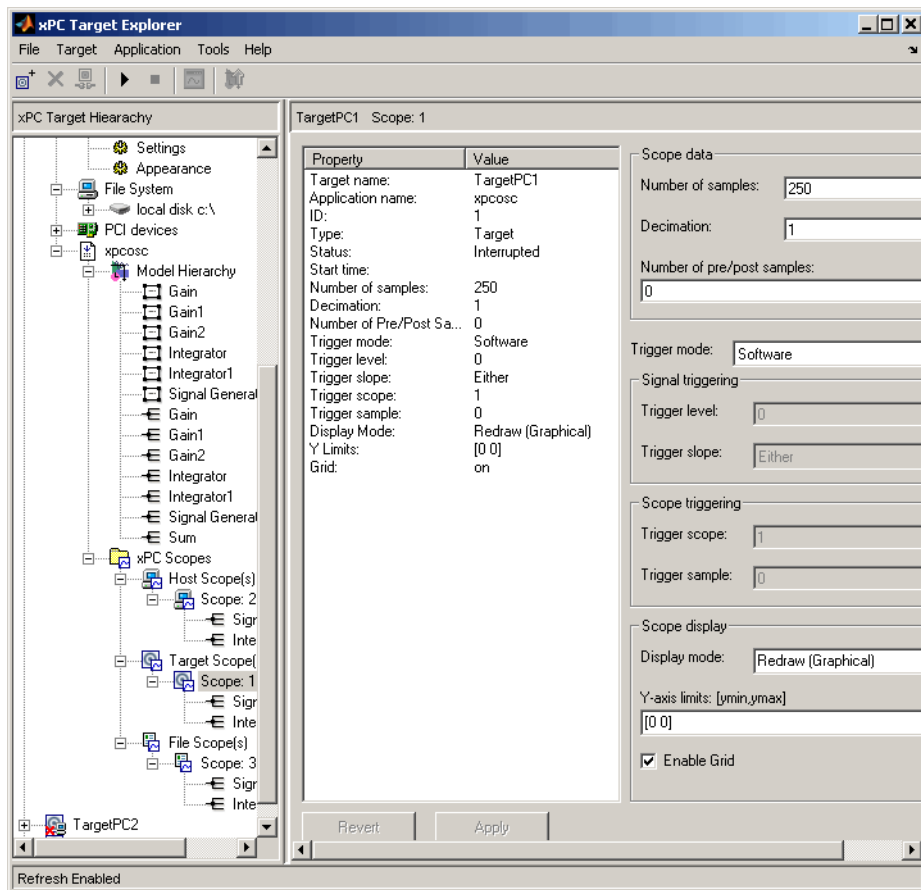 xPC Target Explorer
File Target Application Tools Help
xPC Target Hiearachy
TargetPC1 Scope: 1
Settings
Appearance
File System
local disk c:\
PCI devices
xpcosc
Model Hierarchy
Gain
Gain1
Gain2
Integrator
Integrator1
Signal General
Gain
Gain1
Gain2
Integrator
Integrator1
Signal General
Sum
xPC Scopes
Host Scope(s)
Scope: 2
Sigr
Inte
Target Scope(
Scope: 1
Sigr
Inte
File Scope(s)
Scope: 3
Sigr
Inte
TargetPC2
Property Value
Target name: TargetPC1
Application name: xpcosc
ID: 1
Type: Target
Status: Interrupted
Start time:
Number of samples: 250
Decimation: 1
Number of Pre/Post Sa... 0
Trigger mode: Software
Trigger level: 0
Trigger slope: Either
Trigger scope: 1
Trigger sample: 0
Display Mode: Redraw (Graphical)
Y Limits: [0 0]
Grid: on
Revert Apply
Scope data
Number of samples: 250
Decimation: 1
Number of pre/post samples:
0
Trigger mode: Software
Signal triggering
Trigger level: 0
Trigger slope: Either
Scope triggering
Trigger scope: 1
Trigger sample: 0
Scope display
Display mode: Redraw (Graphical)
Y-axis limits: [ymin,ymax]
[0 0]
Enable Grid
Refresh Enabled